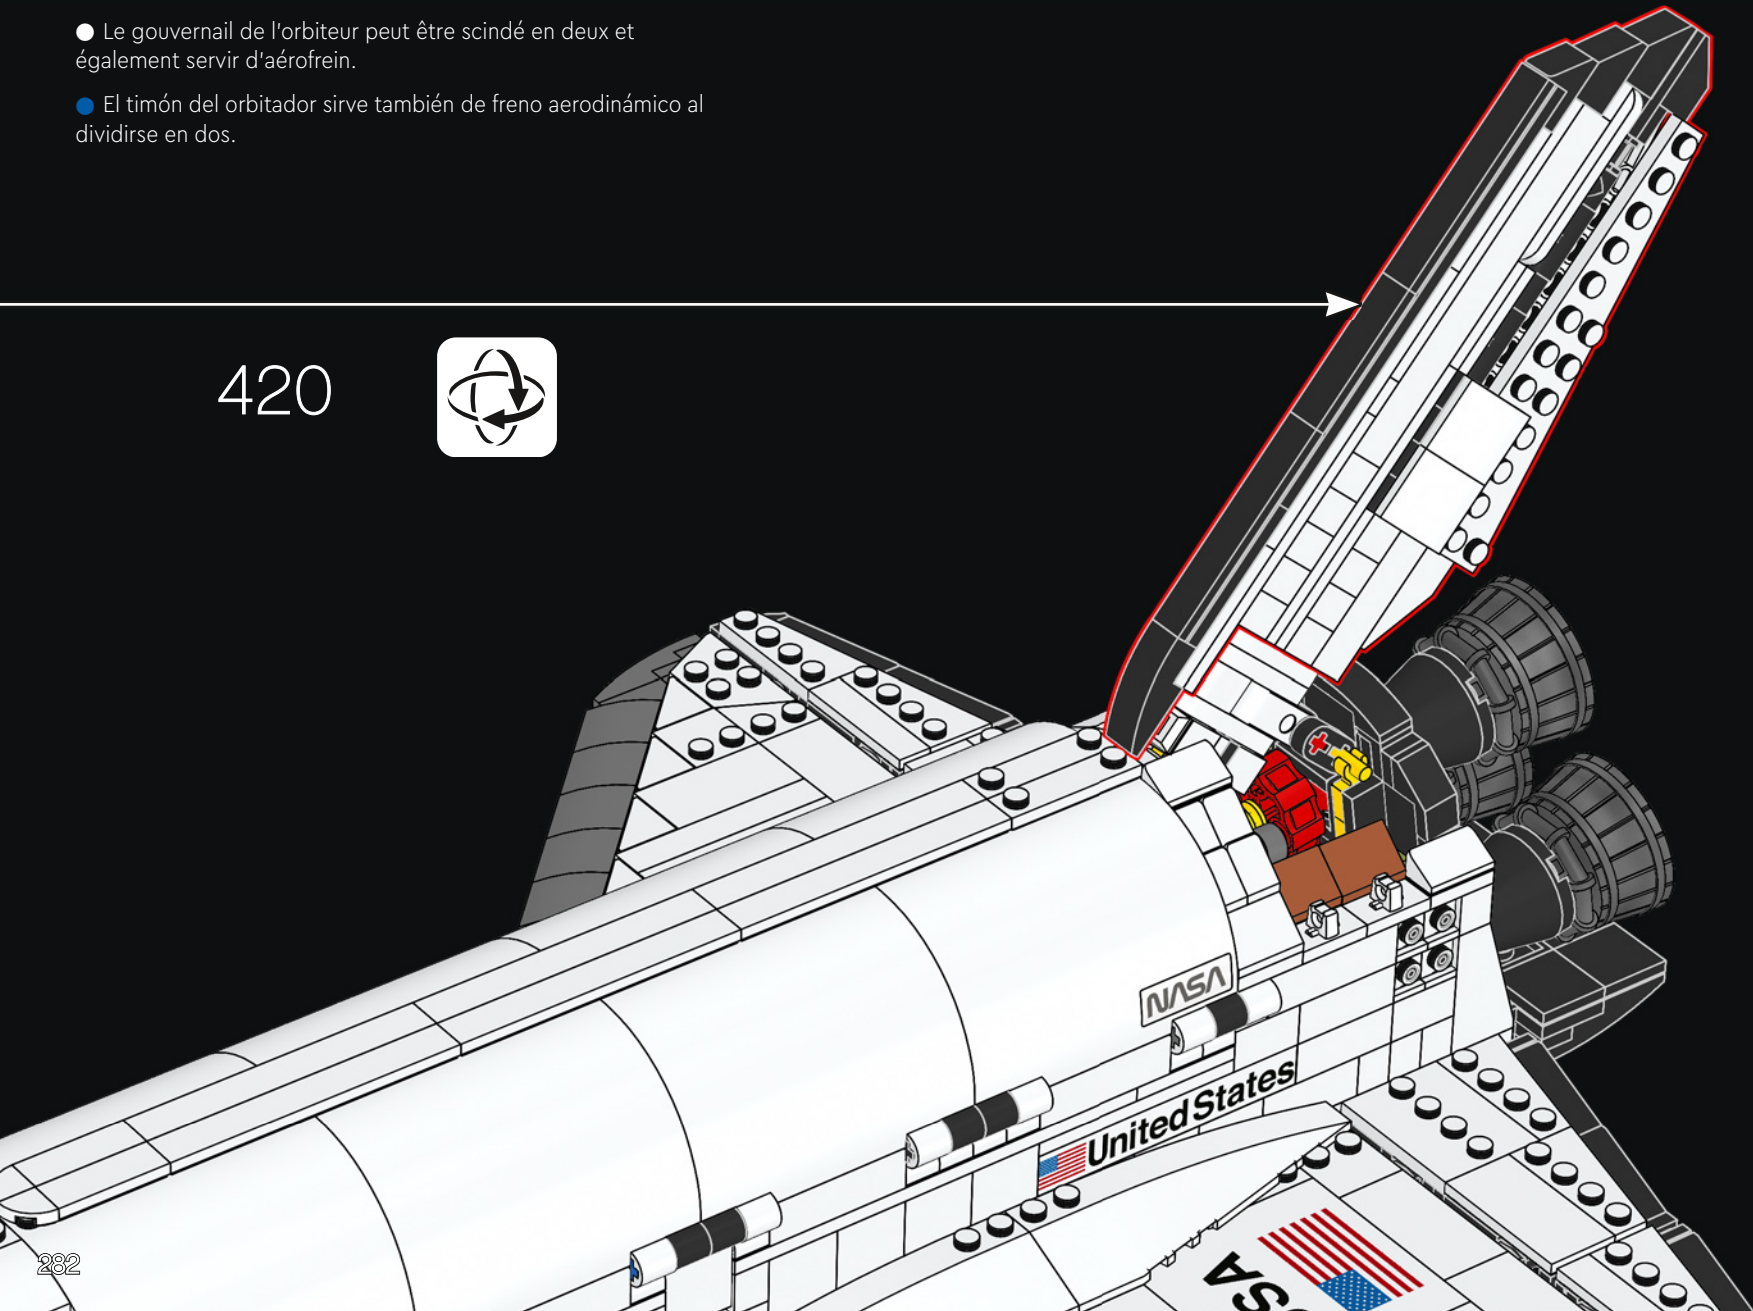 Le gouvernail de l'orbiteur peut être scindé en deux et
également servir d'aérofrein.
El timón del orbitador sirve también de freno aerodinámico al
dividirse en dos.
420
NASA
United States
USA
282